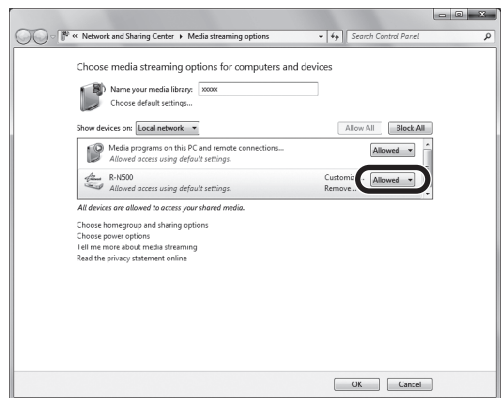 « Network and Sharing Center ▸ Media streaming options
Search Control Panel
Choose media streaming options for computers and devices
Name your media library: xxxxx
Choose default settings...
Show devices on: Local network
Allow All
Block All
Media programs on this PC and remote connections...
Allowed access using default settings.
Allowed
R-N500
Allowed access using default settings.
Remove...
Allowed
All devices are allowed to access your shared media.
Choose homegroup and sharing options
Choose power options
Tell me more about media streaming
Read the privacy statement online
OK
Cancel